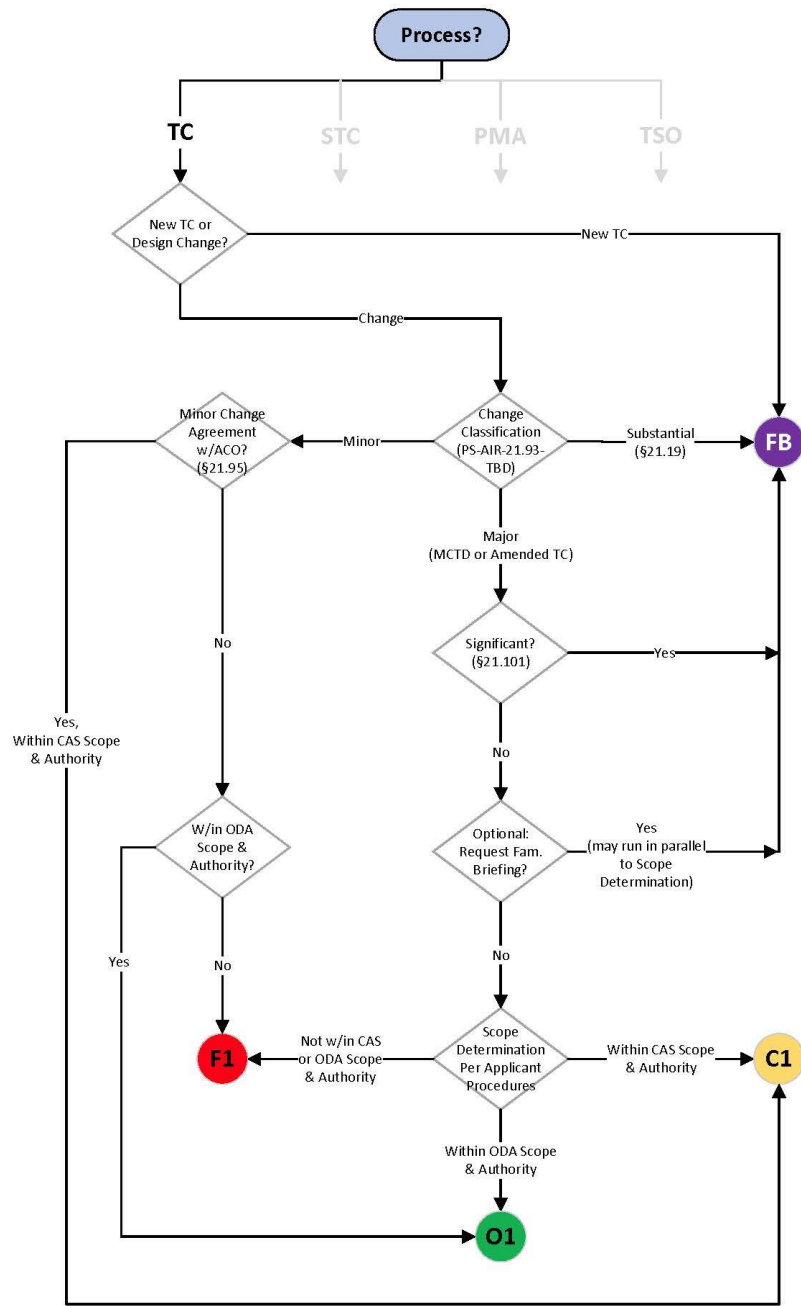 Process?
TC
STC
PMA
TSO
New TC or
Design Change?
New TC
Change
Minor Change
Agreement
w/ACO?
(§21.95)
Minor
Change
Classification
(PS-AIR-21.93-
TBD)
Substantial
(§21.19)
FB
Major
(MCTD or Amended TC)
No
Significant?
(§21.101)
Yes
Yes,
Within CAS Scope
& Authority
No
W/in ODA
Scope &
Authority?
Optional:
Request Fam.
Briefing?
Yes
(may run in parallel
to Scope
Determination)
Yes
No
No
F1
Not w/in CAS
or ODA Scope
& Authority
Scope
Determination
Per Applicant
Procedures
Within CAS Scope
& Authority
C1
Within ODA Scope
& Authority
O1